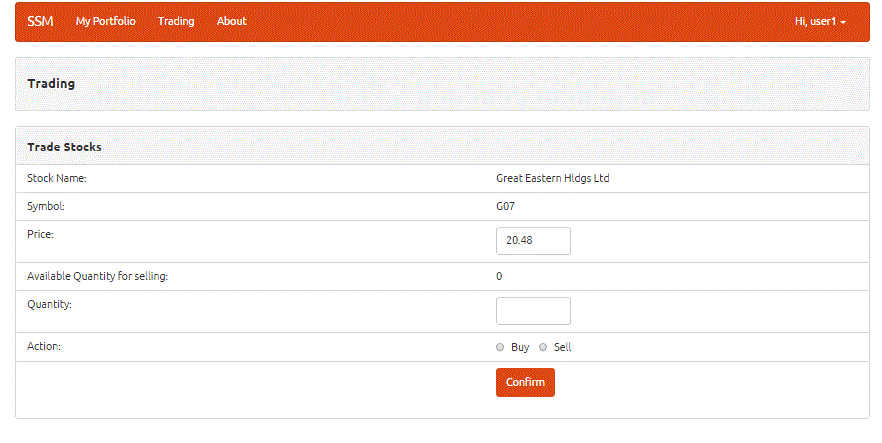 SSM My Portfolio Trading About Hi, user1
Trading
Trade Stocks
Stock Name: Great Eastern Hldgs Ltd
Symbol: G07
Price: 20.48
Available Quantity for selling: 0
Quantity:
Action: Buy Sell
Confirm